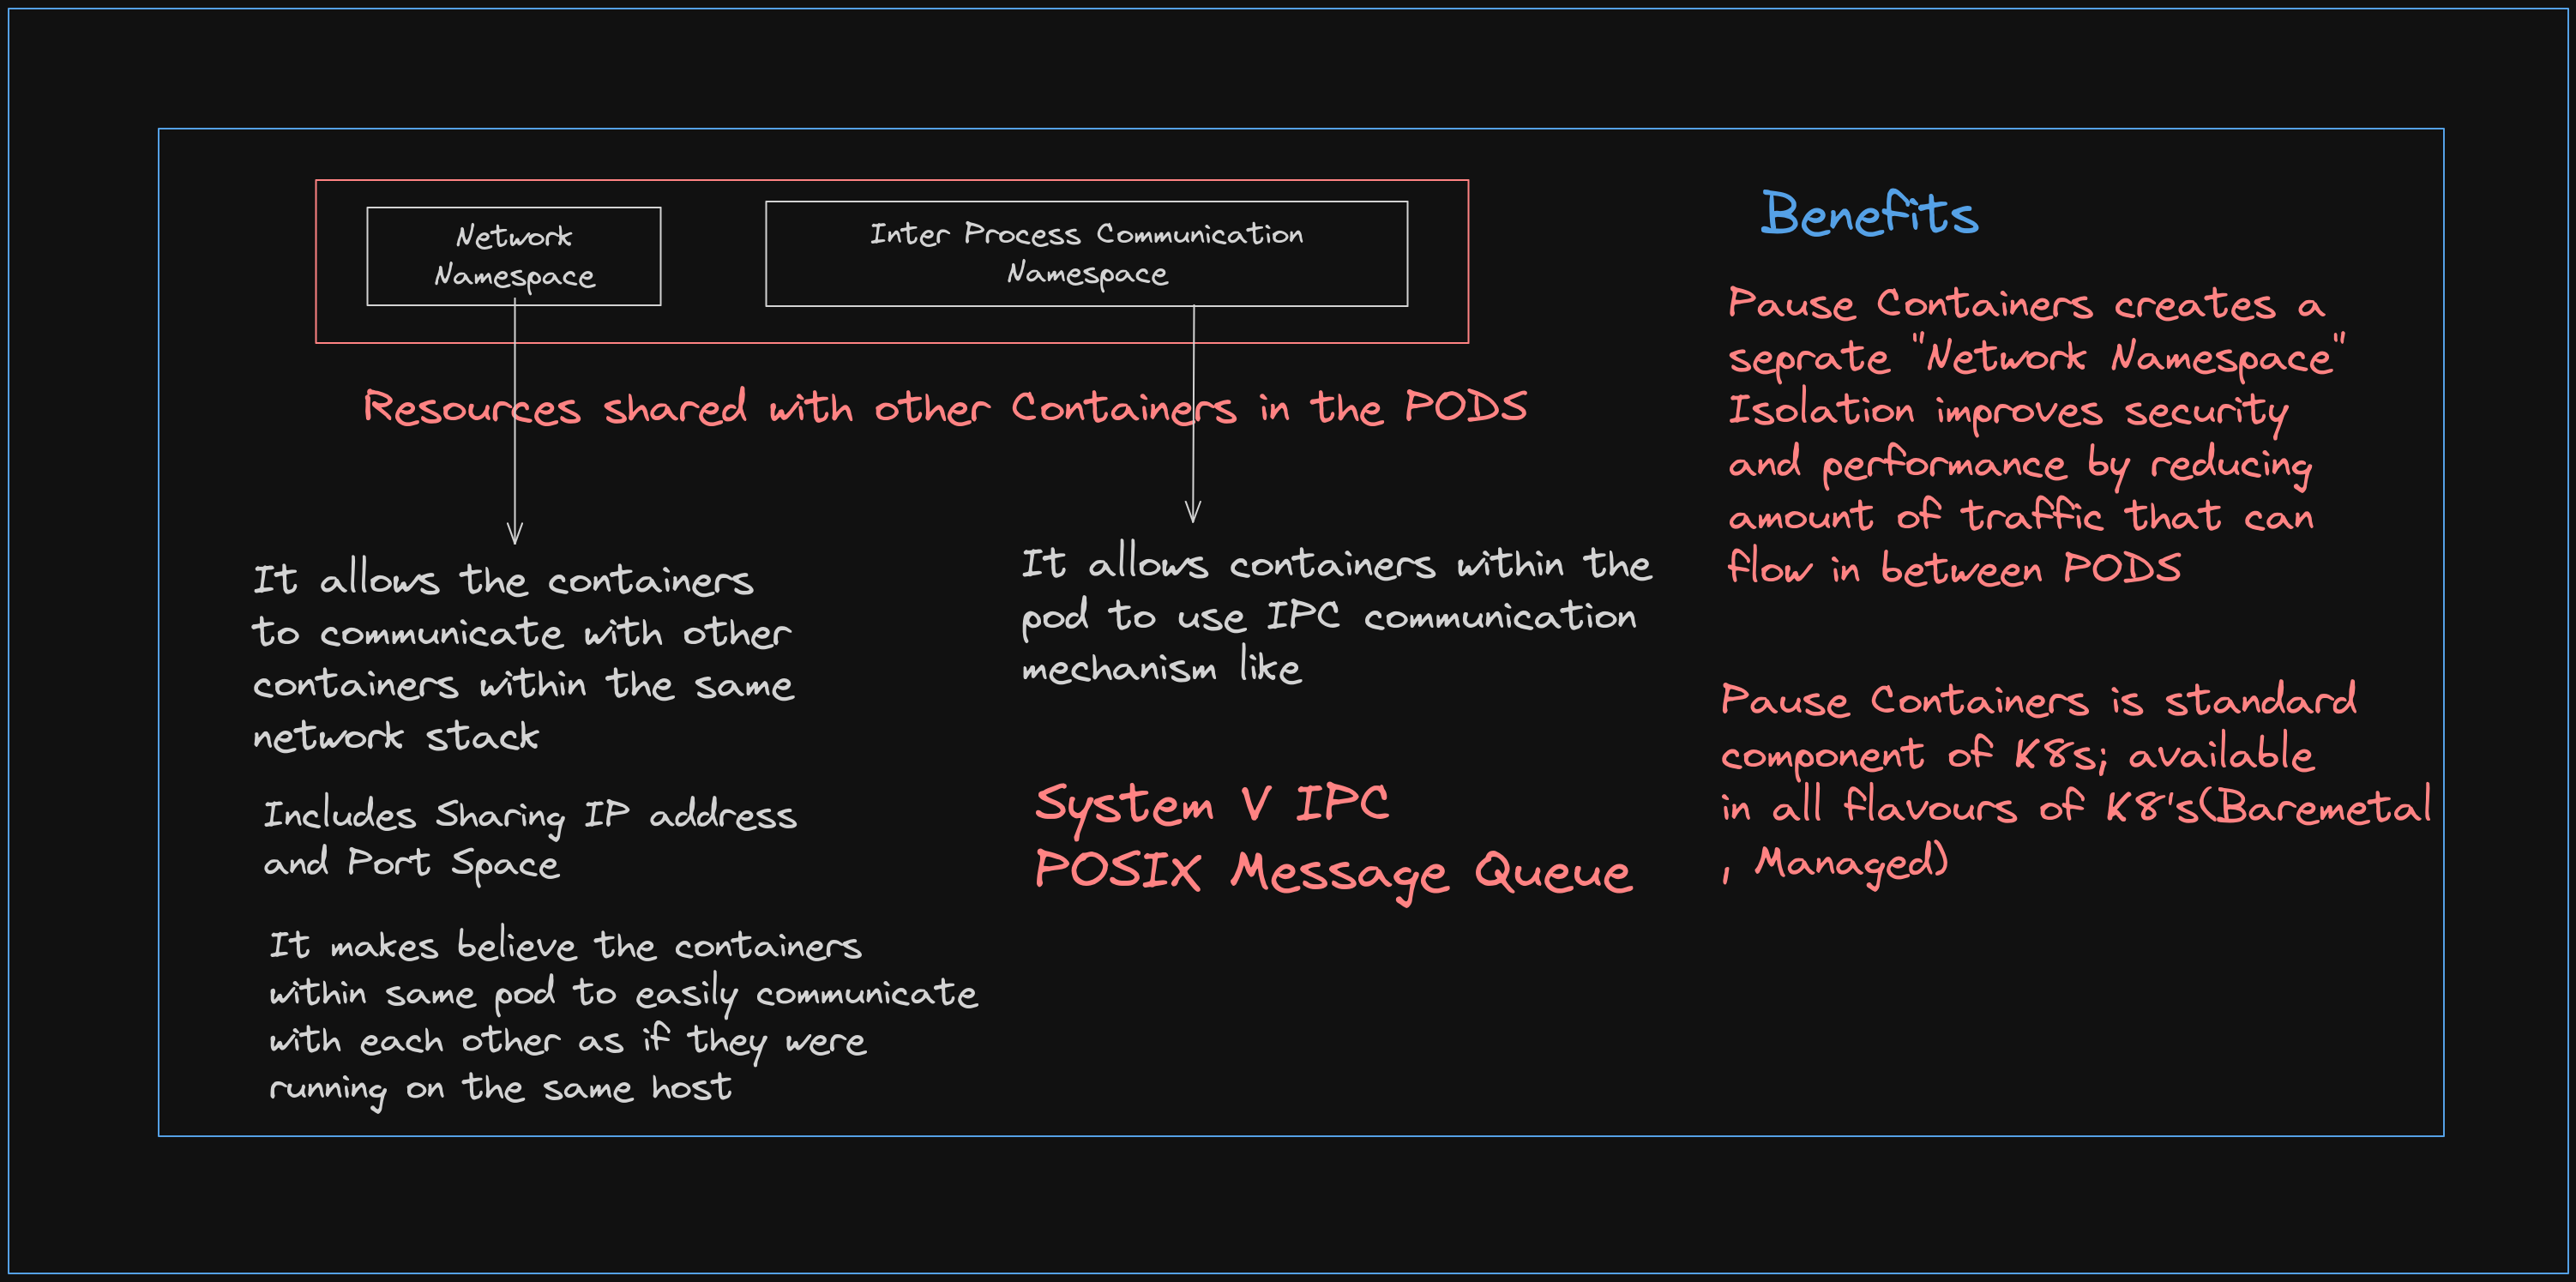 Network
Namespace
Inter Process Communication
Namespace
Resources shared with other Containers in the PODS
It allows the containers
to communicate with other
containers within the same
network stack
Includes Sharing IP address
and Port Space
It makes believe the containers
within same pod to easily communicate
with each other as if they were
running on the same host
It allows containers within the
pod to use IPC communication
mechanism like
System V IPC
POSIX Message Queue
Benefits
Pause Containers creates a
seprate "Network Namespace"
Isolation improves security
and performance by reducing
amount of traffic that can
flow in between PODS
Pause Containers is standard
component of K8s; available
in all flavours of K8's(Baremetal
, Managed)